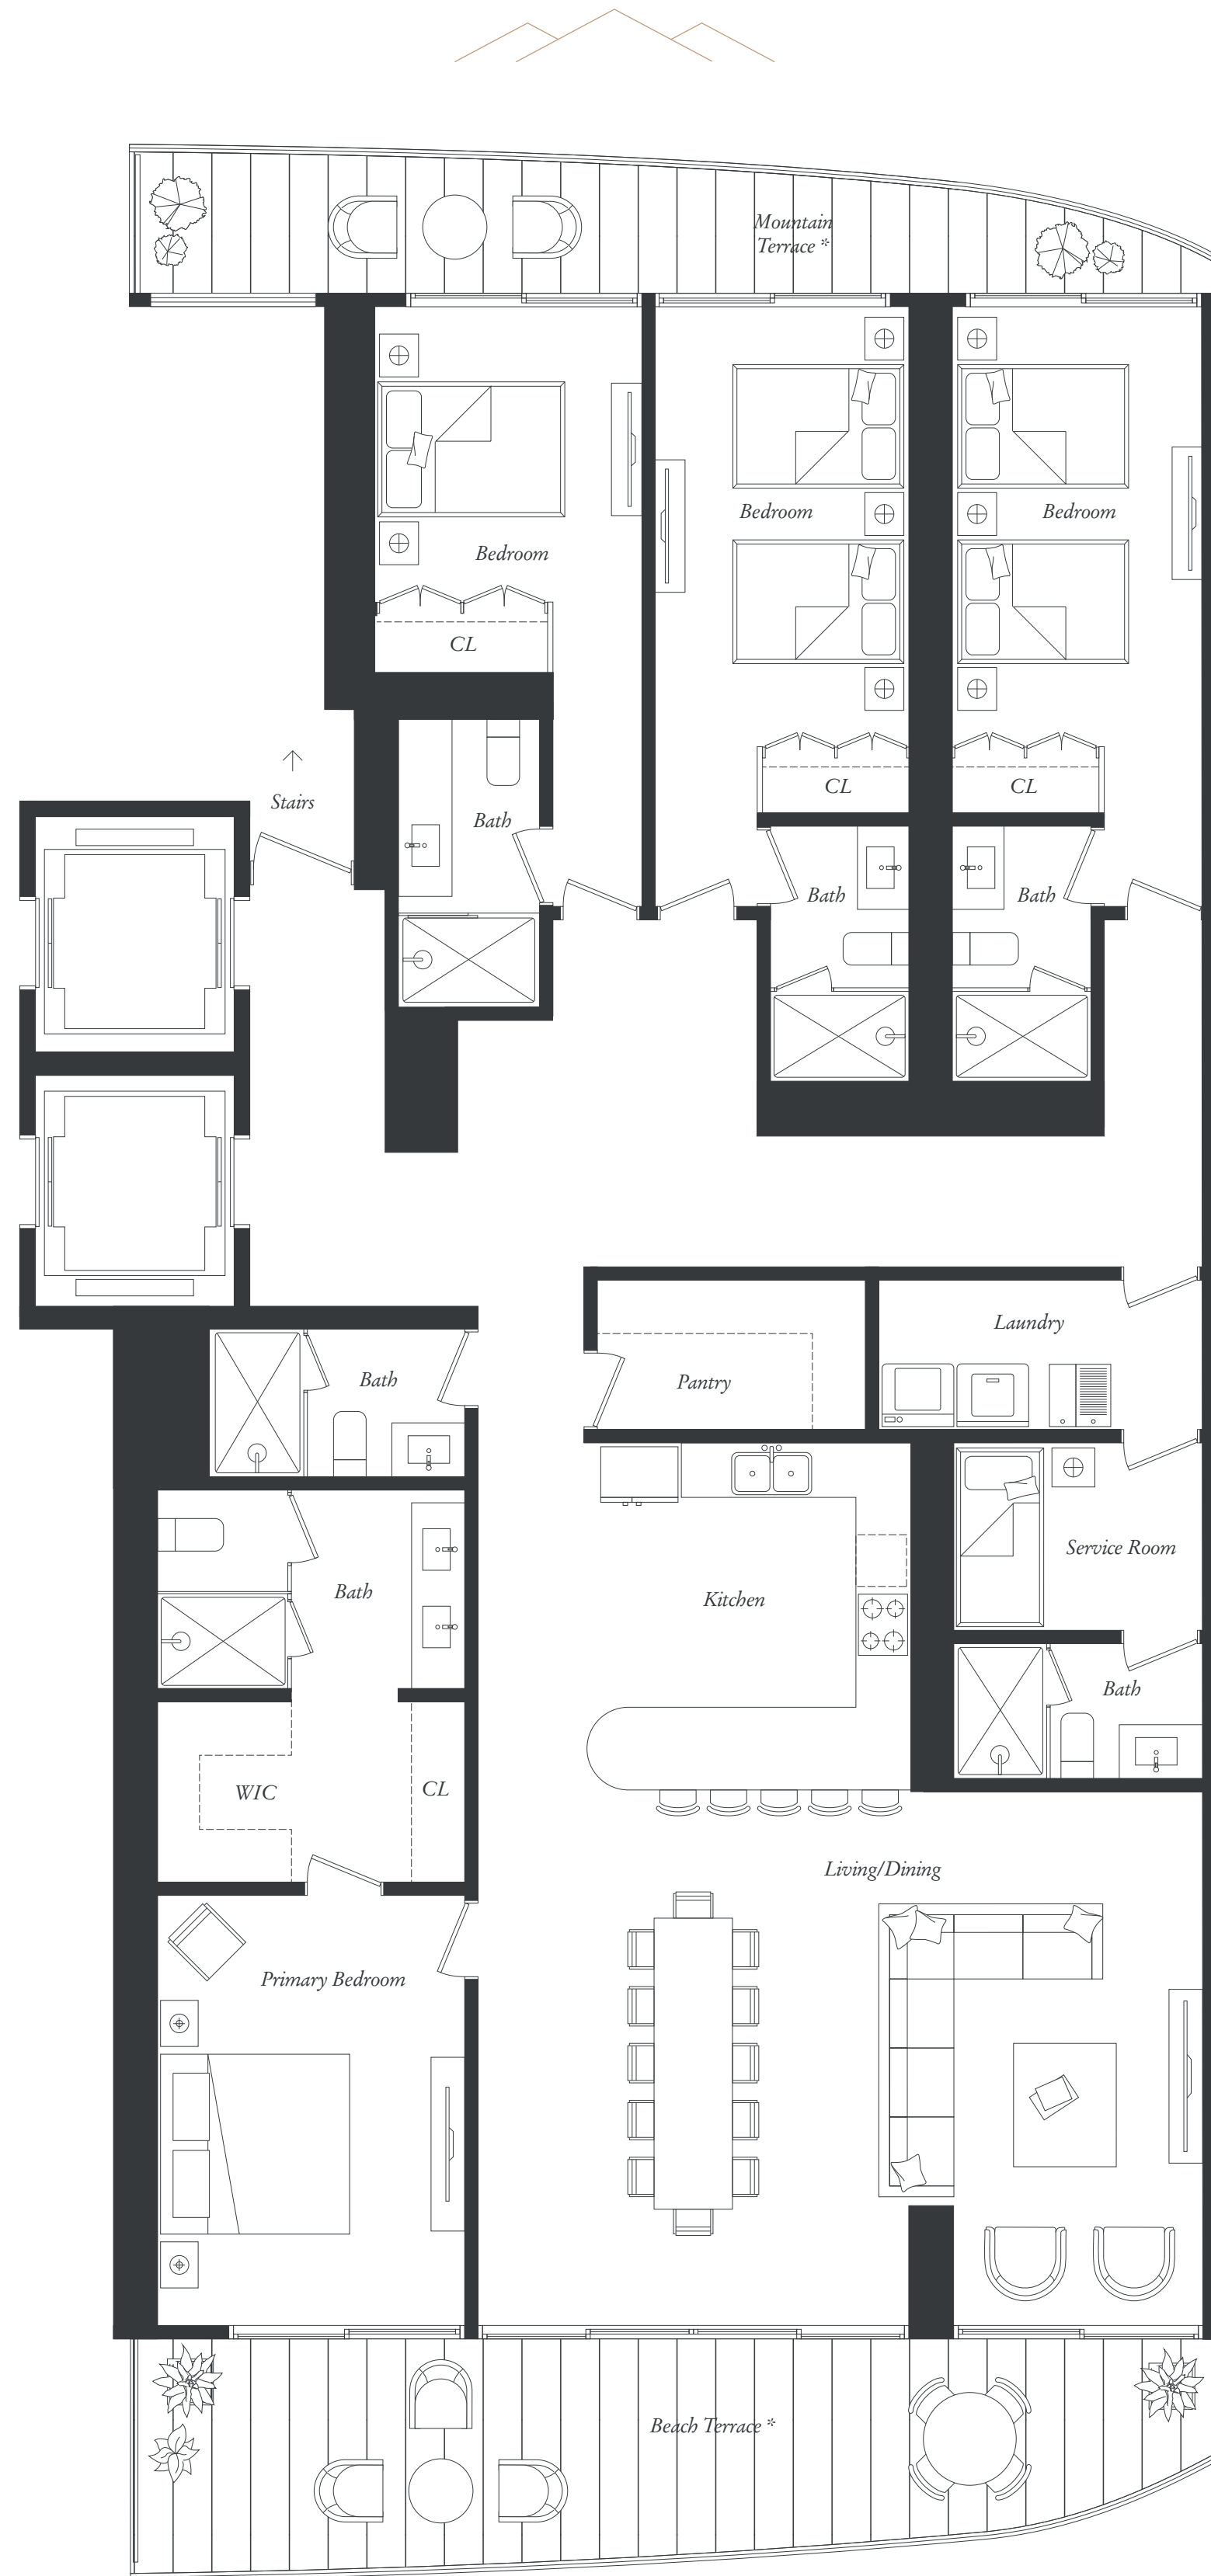 Mountain
Terrace *
Bedroom
Bedroom
Bedroom
CL
CL
CL
Stairs
Bath
Bath
Bath
Laundry
Bath
Pantry
Service Room
Bath
Kitchen
Bath
WIC
CL
Living/Dining
Primary Bedroom
Beach Terrace *